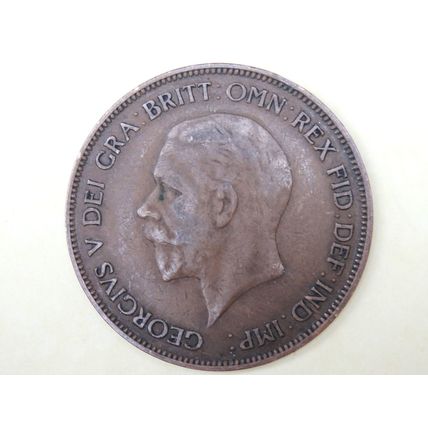 GEORGIVS V DEI GRA: BRITT: OMN: REX FID: DEF: IND: IMP: